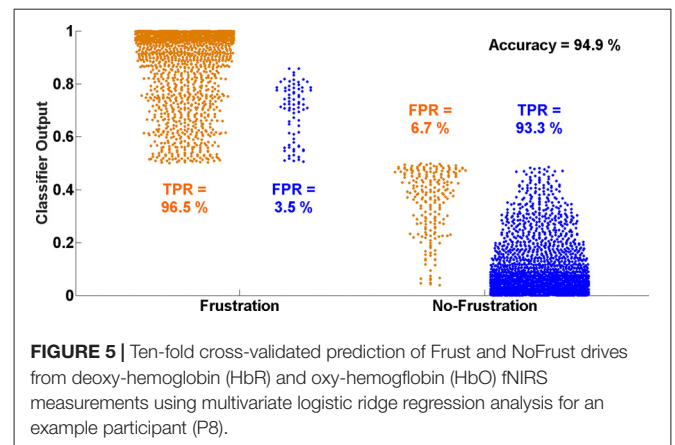 1
Accuracy = 94.9 %
0.8
FPR =
6.7 %
TPR =
93.3 %
0.6
Classifier Output
0.4
TPR =
96.5 %
FPR =
3.5 %
0.2
0
Frustration
No-Frustration
FIGURE 5 | Ten-fold cross-validated prediction of Frust and NoFrust drives
from deoxy-hemoglobin (HbR) and oxy-hemogflobin (HbO) fNIRS
measurements using multivariate logistic ridge regression analysis for an
example participant (P8).